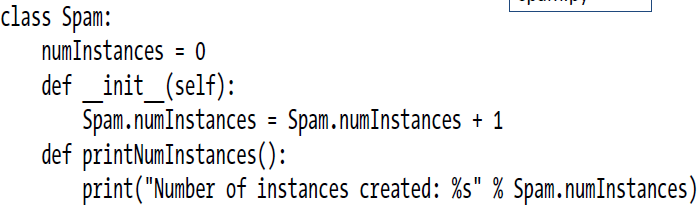 class Spam:
    numInstances = 0
    def __init__(self):
        Spam.numInstances = Spam.numInstances + 1
    def printNumInstances():
        print("Number of instances created: %s" % Spam.numInstances)